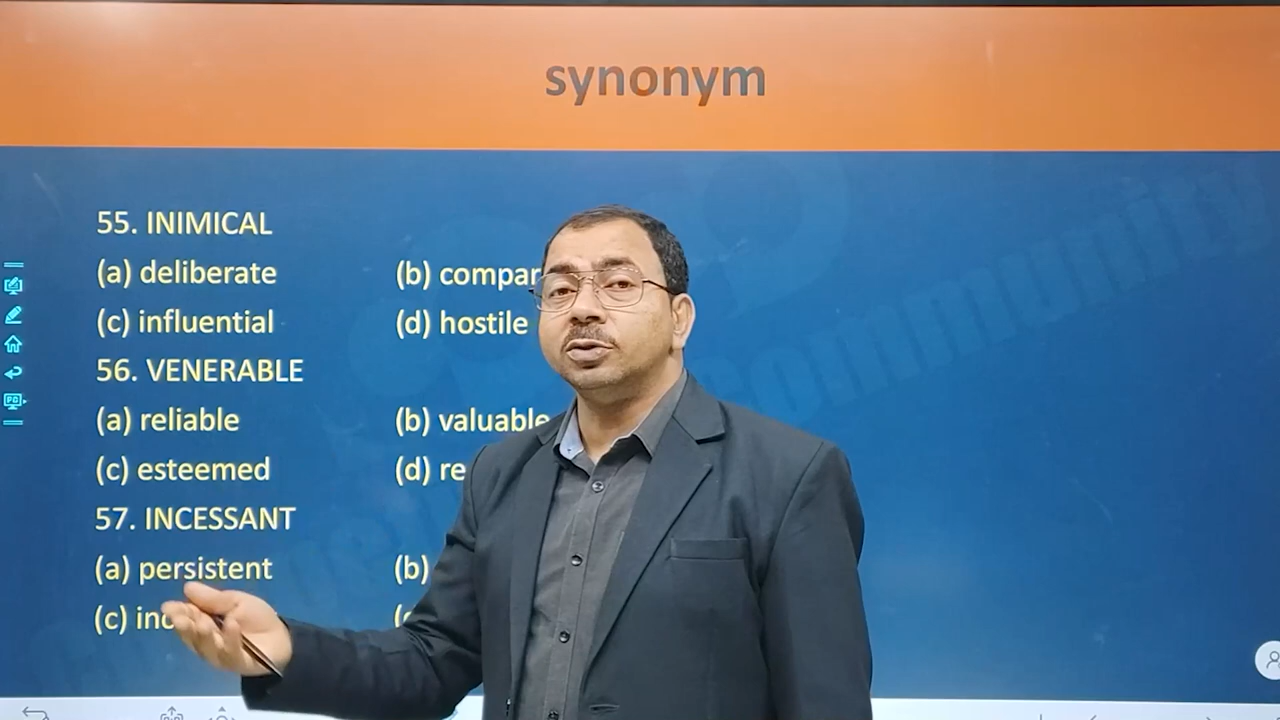 synonym
55. INIMICAL
(a) deliberate (b) compar
(c) influential (d) hostile
56. VENERABLE
(a) reliable (b) valuable
(c) esteemed (d) re
57. INCESSANT
(a) persistent (b)
(c) inc